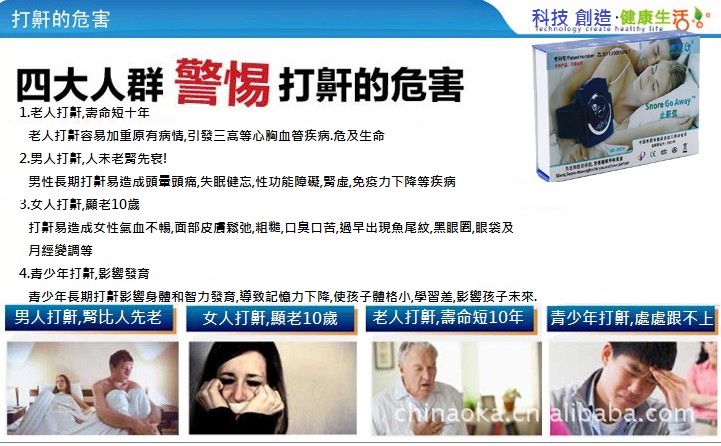 打鼾的危害
科技 創造·健康生活
Technology create healthy life
四大人群 警惕 打鼾的危害
Snore Go Away
止鼾仪
1.老人打鼾,壽命短十年
老人打鼾容易加重原有病情,引發三高等心胸血管疾病.危及生命
2.男人打鼾,人未老腎先衰!
男性長期打鼾易造成頭暈頭痛,失眠健忘,性功能障礙,腎虛,免疫力下降等疾病
3.女人打鼾,顯老10歲
打鼾易造成女性氣血不暢,面部皮膚鬆弛,粗糙,口臭口苦,過早出現魚尾紋,黑眼圈,眼袋及
月經變調等
4.青少年打鼾,影響發育
青少年長期打鼾影響身體和智力發育,導致記憶力下降,使孩子體格小,學習差,影響孩子未來.
男人打鼾,腎比人先老
女人打鼾,顯老10歲
老人打鼾,壽命短10年
青少年打鼾,處處跟不上
chinaoka.cn.alibaba.com